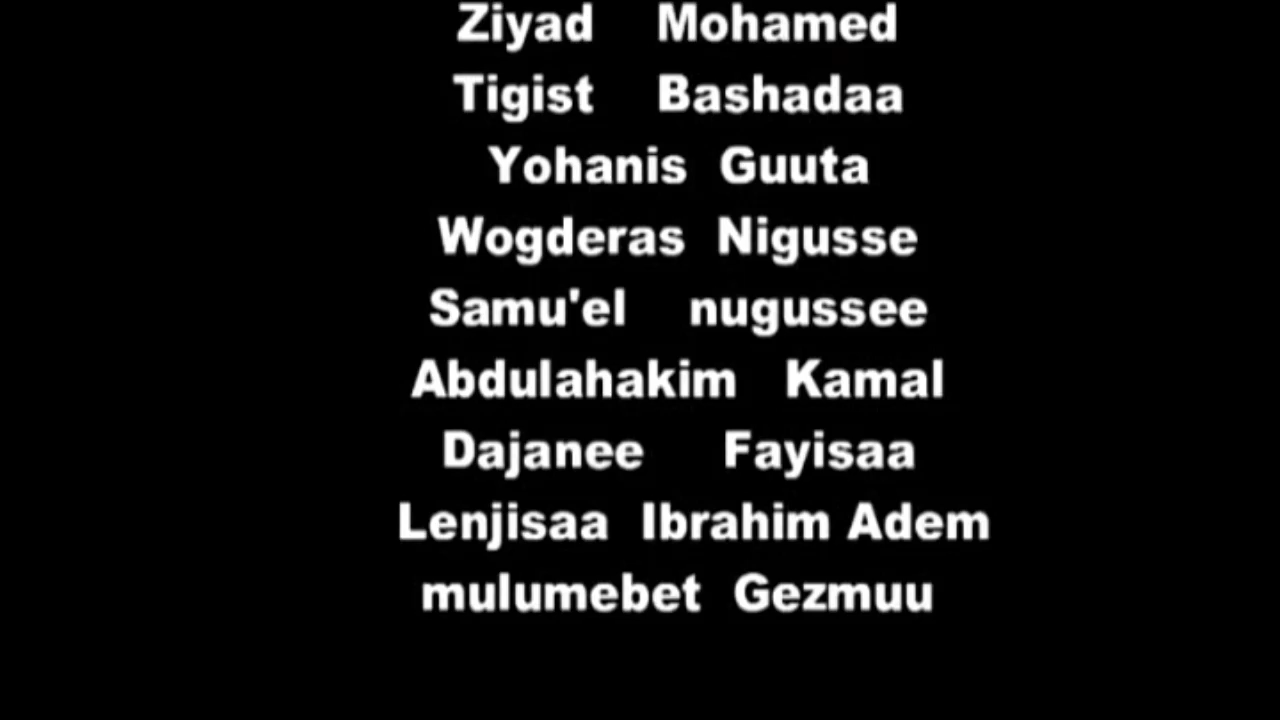 Ziyad Mohamed
Tigist Bashadaa
Yohanis Guuta
Wogderas Nigusse
Samu'el nugussee
Abdulahakim Kamal
Dajanee Fayisaa
Lenjisaa Ibrahim Adem
mulumebet Gezmuu